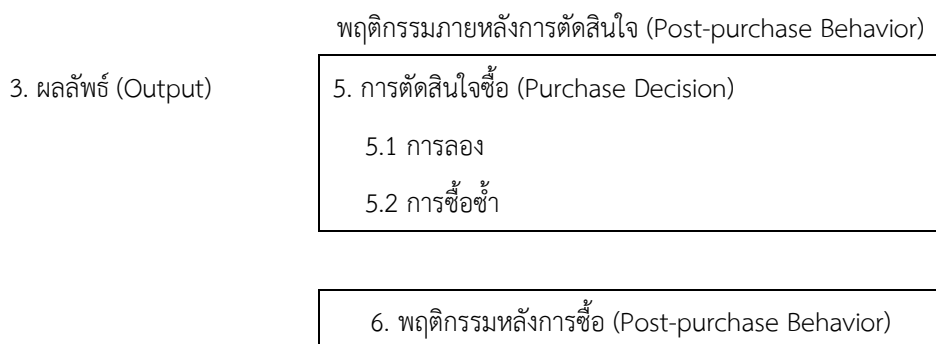 พฤติกรรมภายหลังการตัดสินใจ (Post-purchase Behavior)
3. ผลลัพธ์ (Output)
5. การตัดสินใจซื้อ (Purchase Decision)
5.1 การลอง
5.2 การซื้อซ้ำ
6. พฤติกรรมหลังการซื้อ (Post-purchase Behavior)